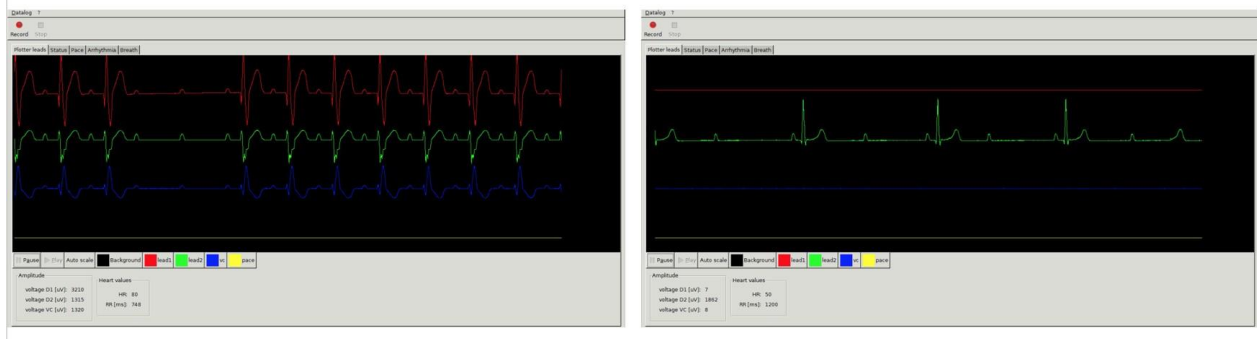 Datalog ?
Record Stop
Plotter leads Status Pace Arrhythmia Breath
Pause Play Auto scale Background lead1 lead2 vc pace
Amplitude
voltage D1 [uV]: 3210
voltage D2 [uV]: 1315
voltage VC [uV]: 1320
Heart values
HR: 80
RR [ms]: 740
Datalog ?
Record Stop
Plotter leads Status Pace Arrhythmia Breath
Pause Play Auto scale Background lead1 lead2 vc pace
Amplitude
voltage D1 [uV]: 7
voltage D2 [uV]: 1862
voltage VC [uV]: 8
Heart values
HR: 50
RR [ms]: 1200